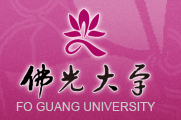 佛光大学
FO GUANG UNIVERSITY